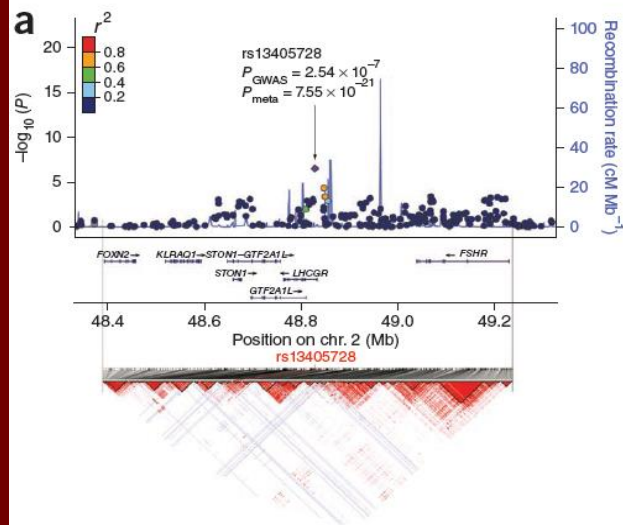 a
r²
0.8
0.6
0.4
0.2
rs13405728
P GWAS = 2.54 × 10⁻⁷
P meta = 7.55 × 10⁻²¹
–log₁₀ (P)
20
15
10
5
0
Recombination rate (cM Mb⁻¹)
100
80
60
40
20
0
FOXN2→ KLRAQ1→ STON1–GTF2A1L→ ← FSHR
STON1→ ← LHCGR
GTF2A1L→
48.4 48.6 48.8 49.0 49.2
Position on chr. 2 (Mb)
rs13405728